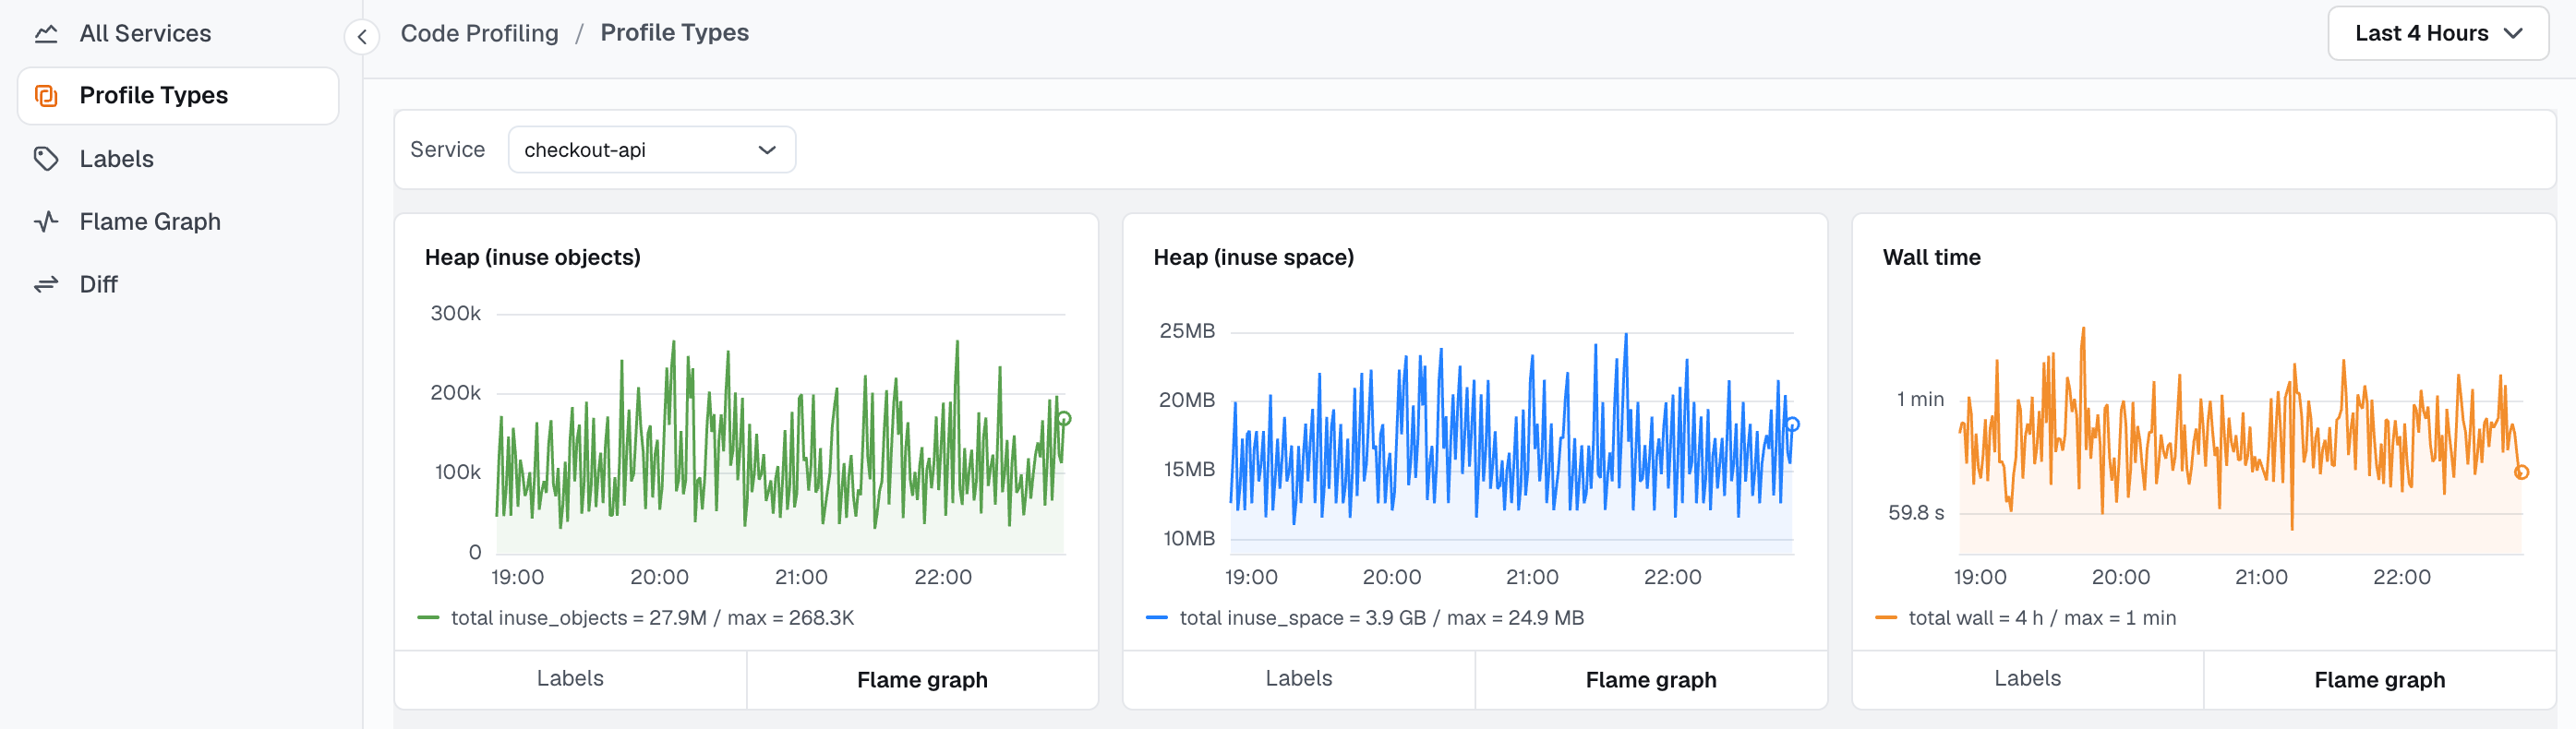 All Services
Profile Types
Labels
Flame Graph
Diff
Code Profiling / Profile Types
Last 4 Hours
Service
checkout-api
Heap (inuse objects)
300k
200k
100k
0
19:00 20:00 21:00 22:00
total inuse_objects = 27.9M / max = 268.3K
Labels
Flame graph
Heap (inuse space)
25MB
20MB
15MB
10MB
19:00 20:00 21:00 22:00
total inuse_space = 3.9 GB / max = 24.9 MB
Labels
Flame graph
Wall time
1 min
59.8 s
19:00 20:00 21:00 22:00
total wall = 4 h / max = 1 min
Labels
Flame graph